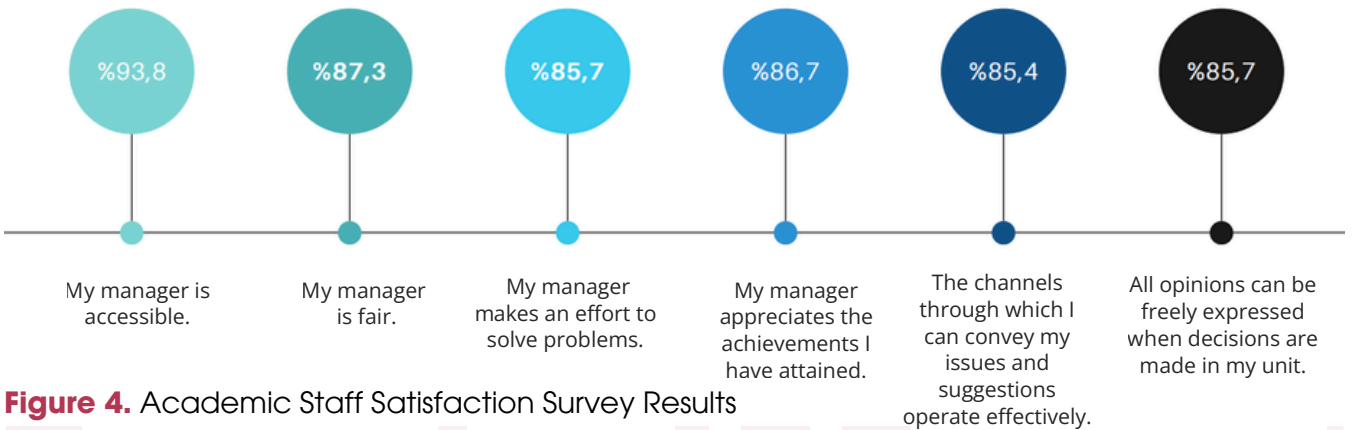 %93,8
%87,3
%85,7
%86,7
%85,4
%85,7
My manager is
accessible.
My manager
is fair.
My manager
makes an effort to
solve problems.
My manager
appreciates the
achievements I
have attained.
The channels
through which I
can convey my
issues and
suggestions
operate effectively.
All opinions can be
freely expressed
when decisions are
made in my unit.
Figure 4. Academic Staff Satisfaction Survey Results